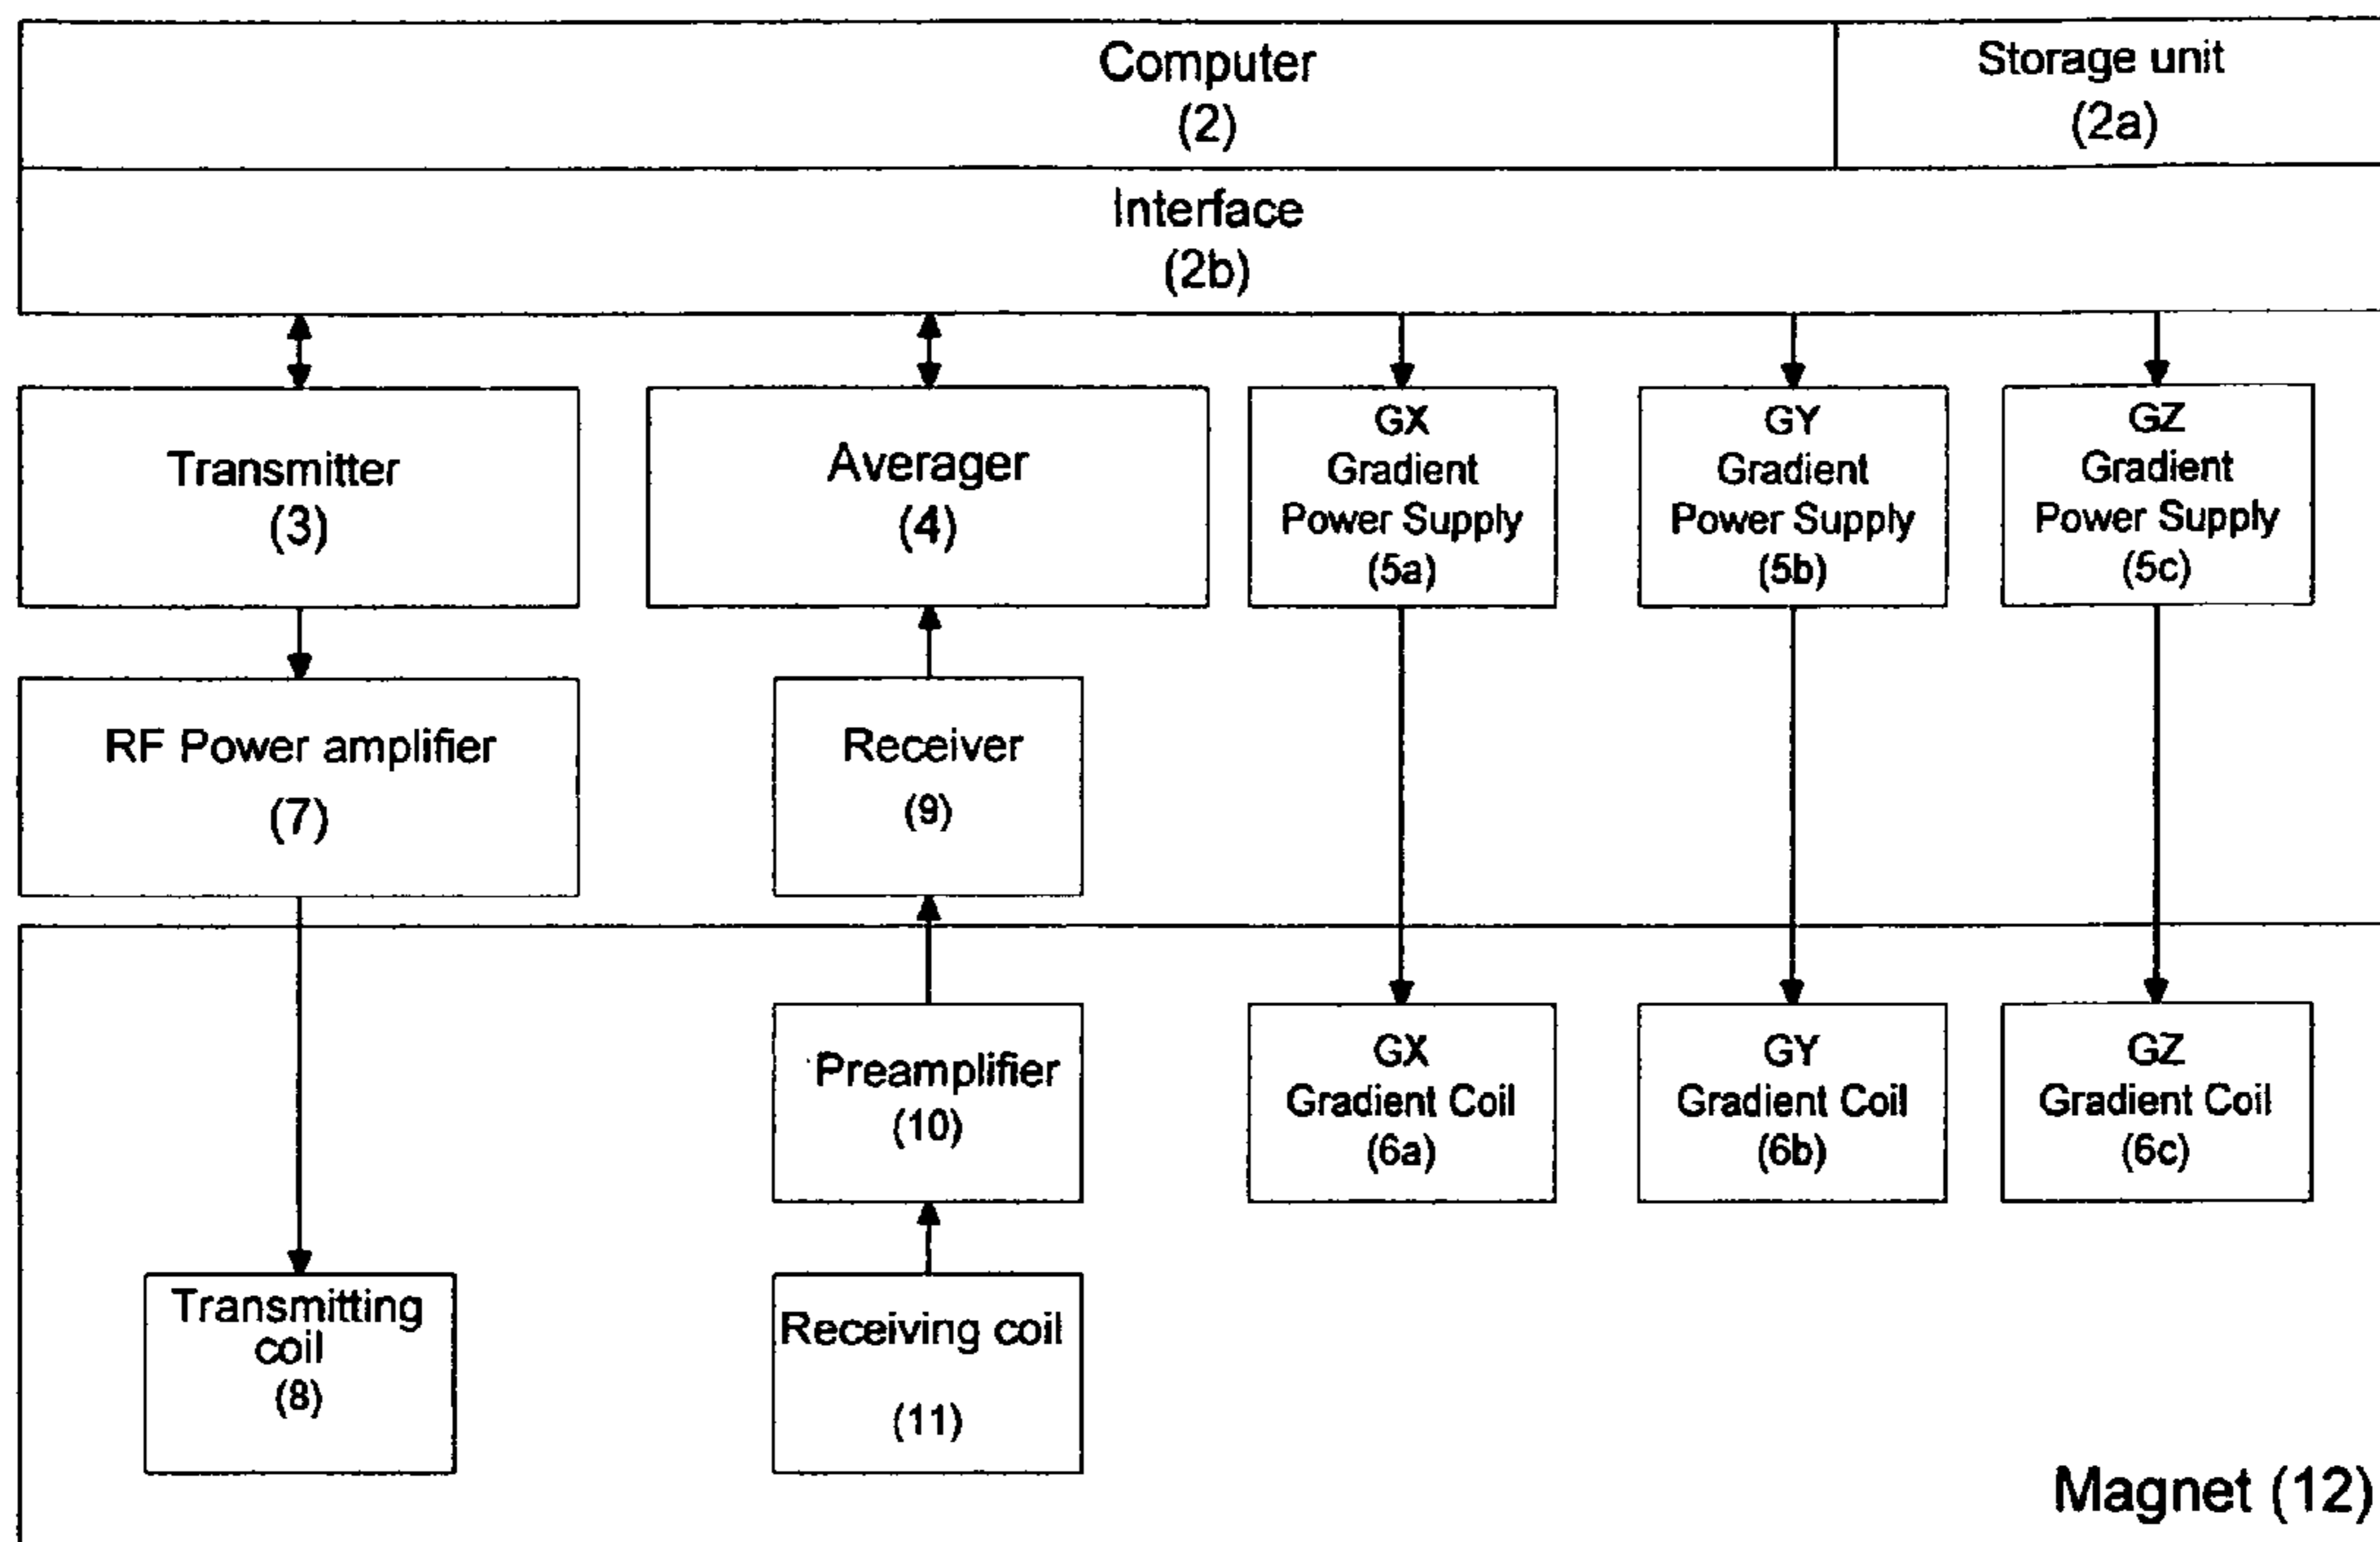 Computer
(2)
Storage unit
(2a)
Interface
(2b)
Transmitter
(3)
Averager
(4)
GX
Gradient
Power Supply
(5a)
GY
Gradient
Power Supply
(5b)
GZ
Gradient
Power Supply
(5c)
RF Power amplifier
(7)
Receiver
(9)
Preamplifier
(10)
GX
Gradient Coil
(6a)
GY
Gradient Coil
(6b)
GZ
Gradient Coil
(6c)
Transmitting
coil
(8)
Receiving coil
(11)
Magnet (12)